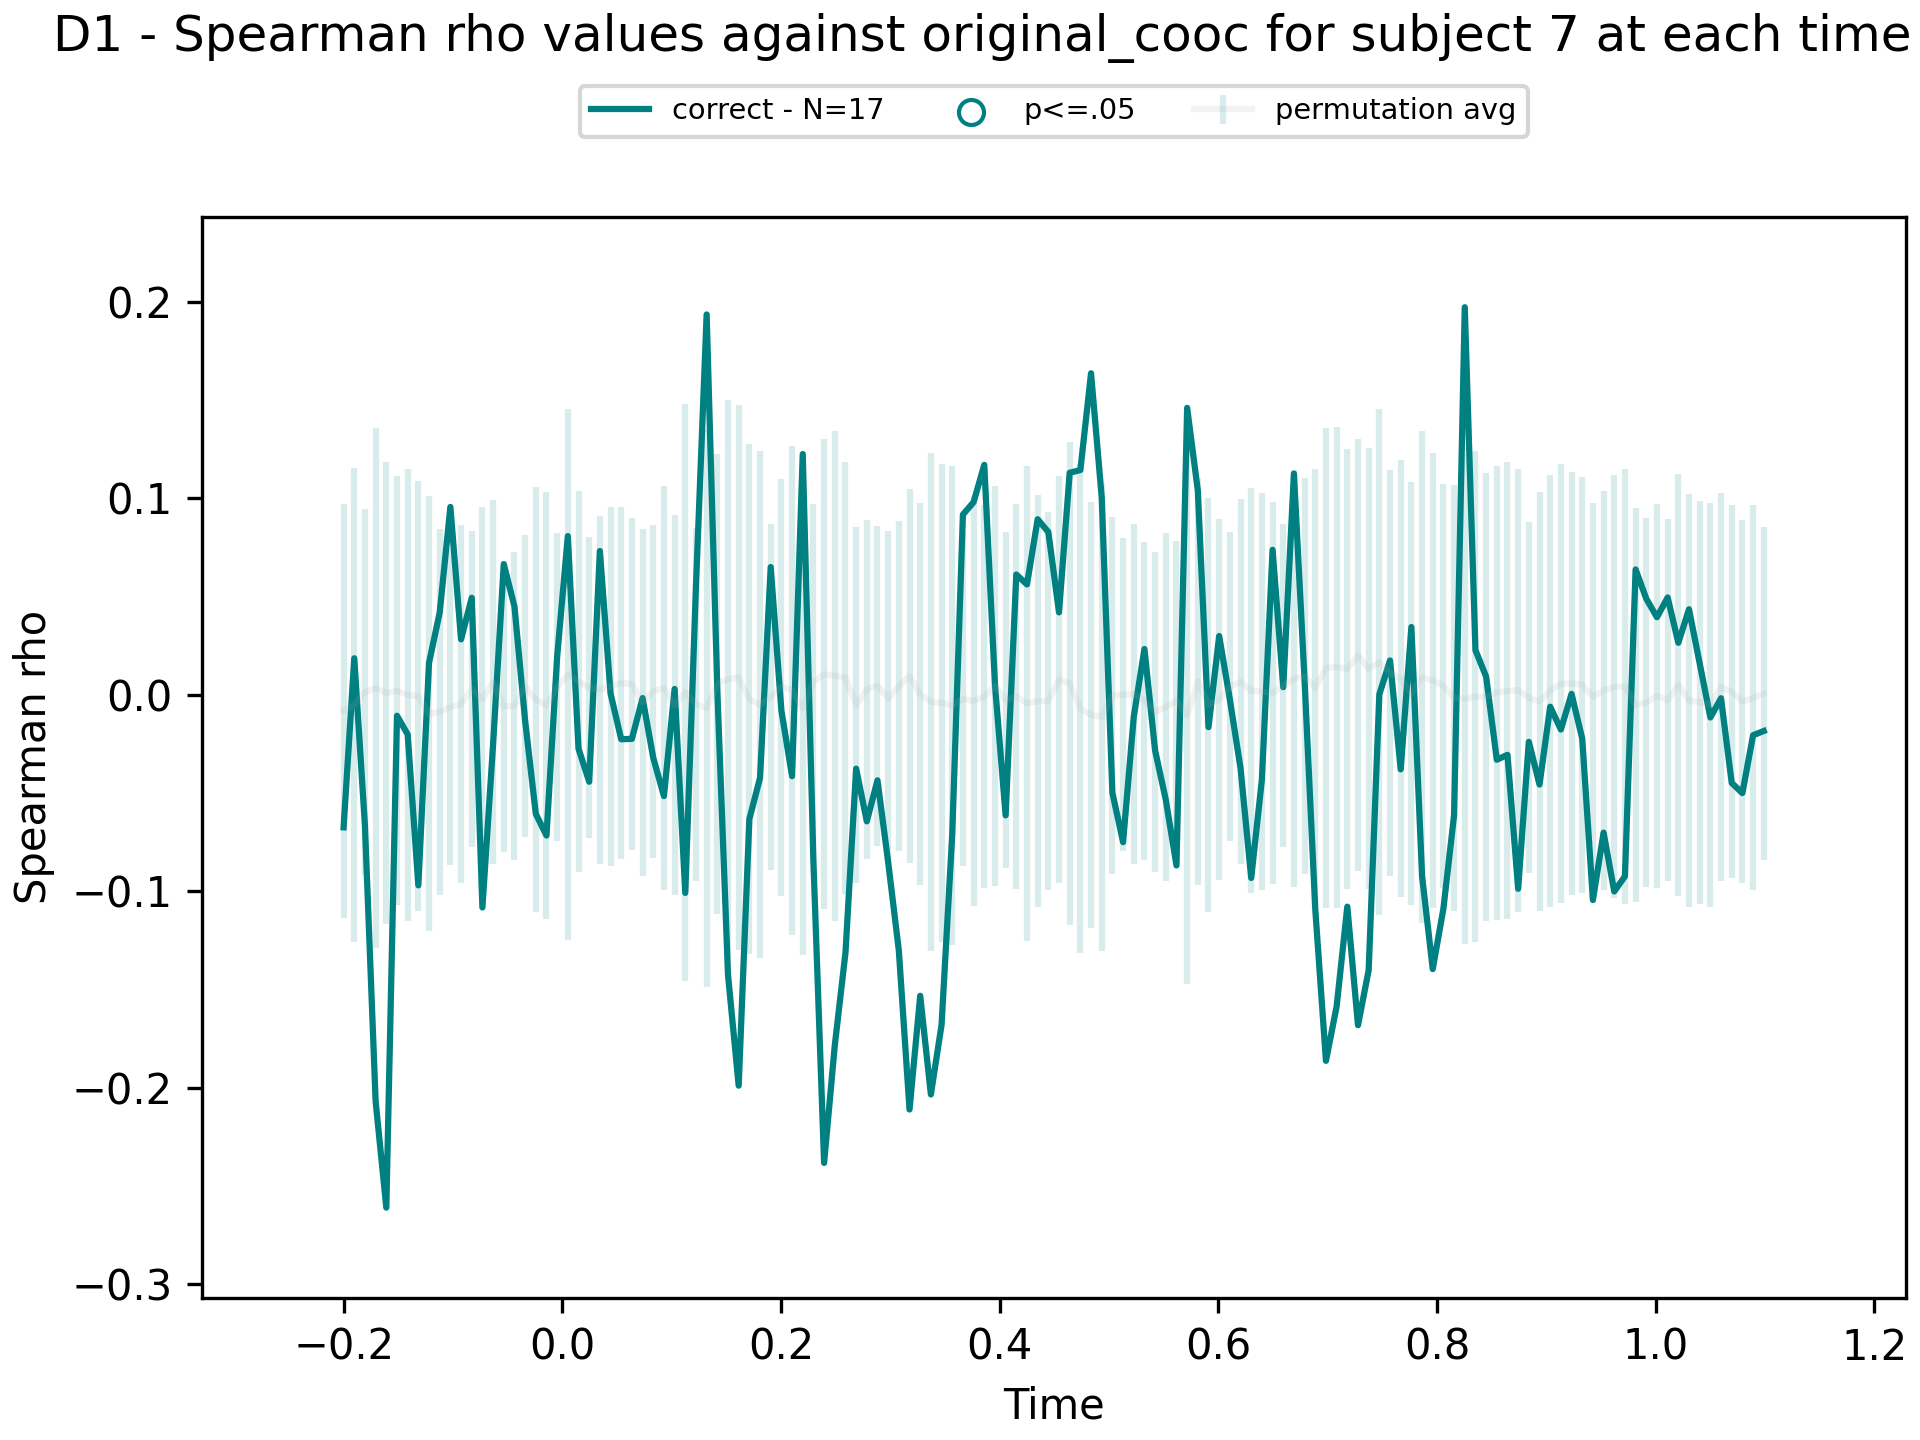 D1 - Spearman rho values against original_cooc for subject 7 at each time
correct - N=17 p<=.05 permutation avg
0.2
0.1
0.0
−0.1
−0.2
−0.3
Spearman rho
−0.2 0.0 0.2 0.4 0.6 0.8 1.0 1.2
Time